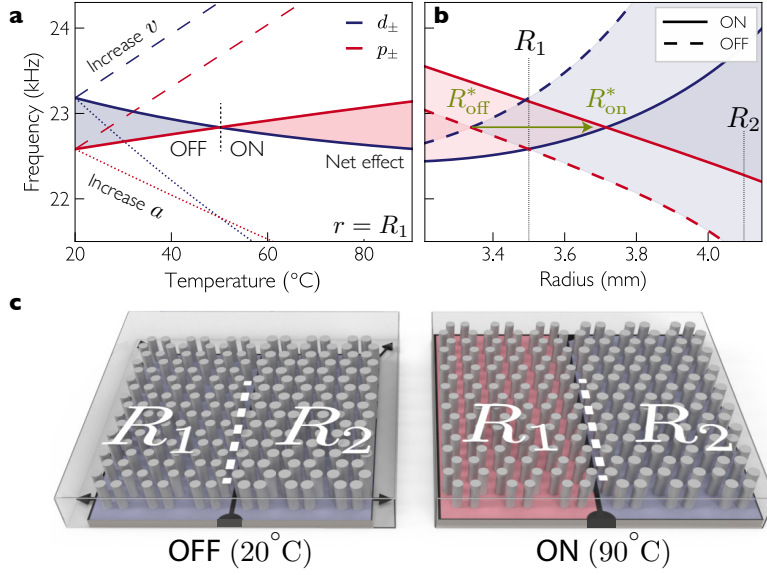 a
Increase v
d±
p±
24
23
22
Frequency (kHz)
OFF
ON
Net effect
Increase a
r = R₁
20
40
60
80
Temperature (°C)
b
ON
OFF
R₁
R*off
R*on
R₂
3.4
3.6
3.8
4.0
Radius (mm)
c
R₁
R₂
R₁
R₂
OFF (20°C)
ON (90°C)